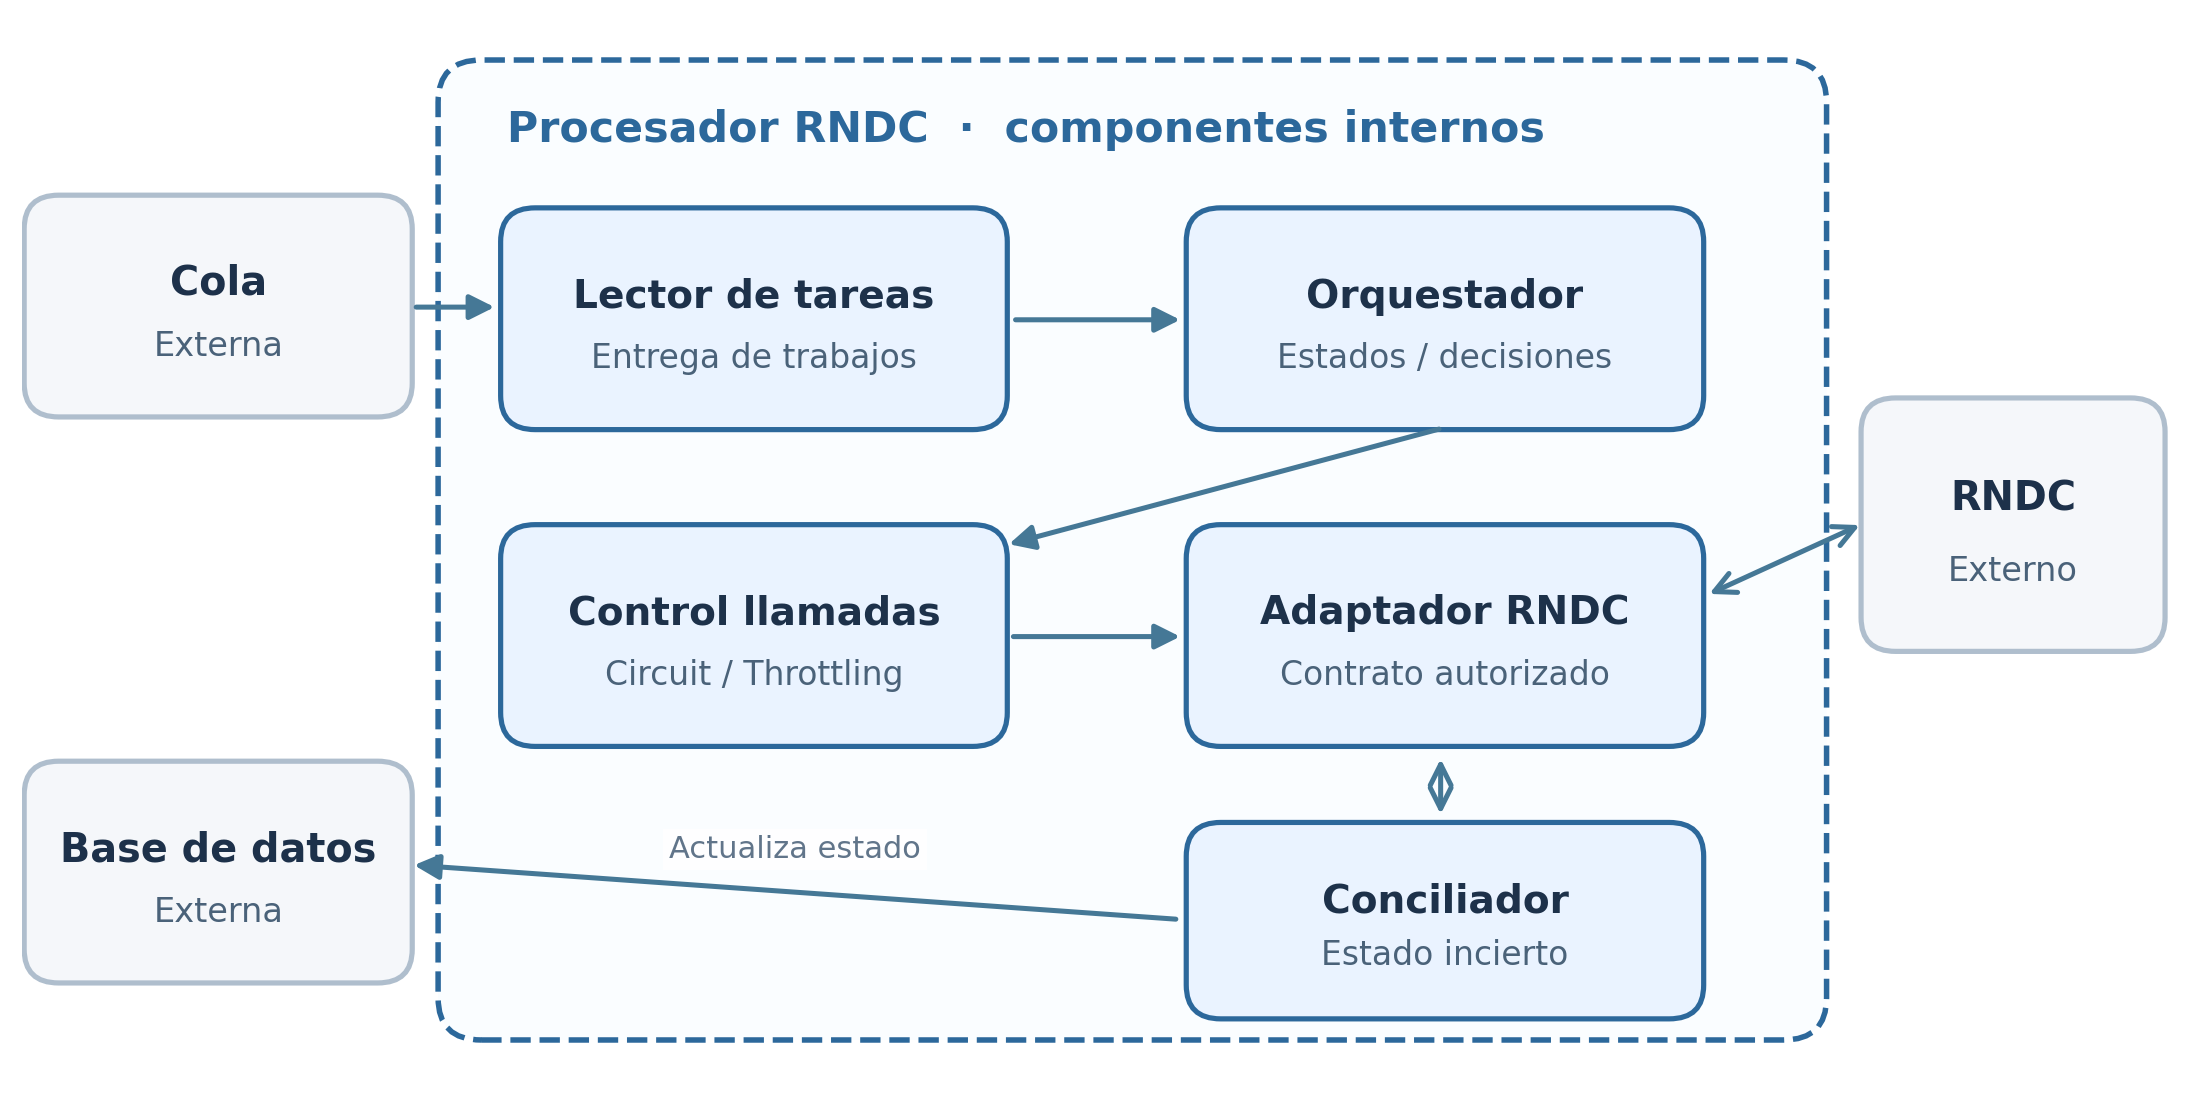 Procesador RNDC · componentes internos
Cola
Externa
Lector de tareas
Entrega de trabajos
Orquestador
Estados / decisiones
RNDC
Externo
Control llamadas
Circuit / Throttling
Adaptador RNDC
Contrato autorizado
Base de datos
Externa
Actualiza estado
Conciliador
Estado incierto